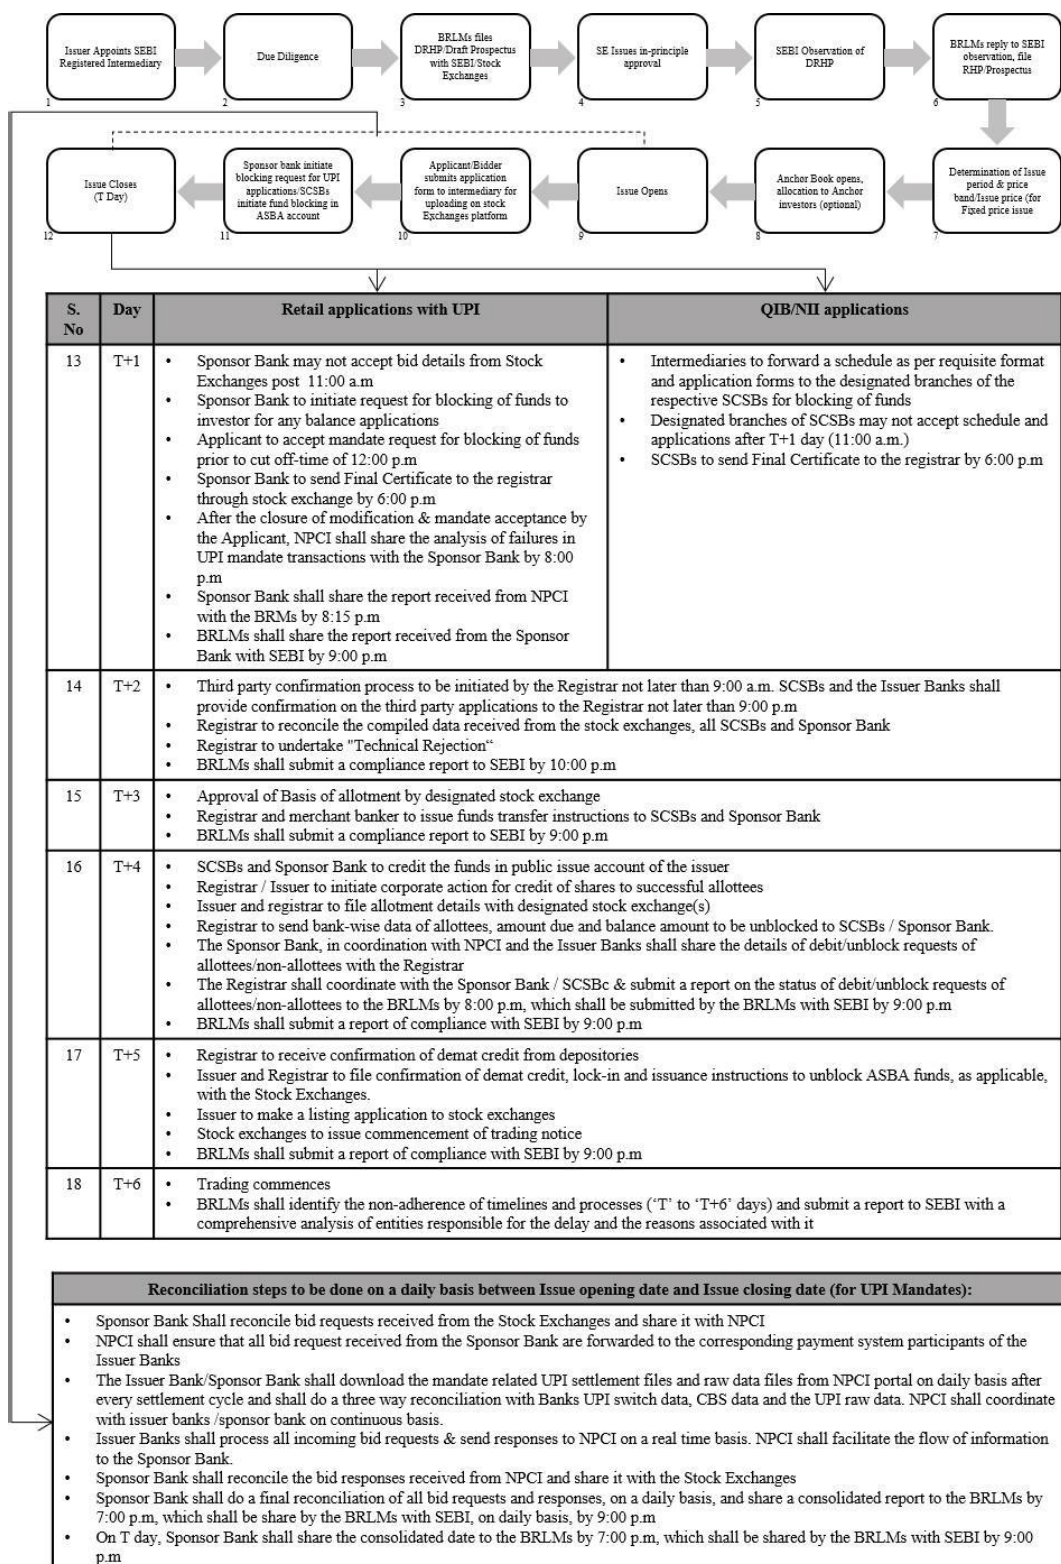 Issuer Appoints SEBI
Registered Intermediary
1
Due Diligence
2
BRLMs files
DRHP/Draft Prospectus
with SEBI/Stock
Exchanges
3
SE Issues in-principle
approval
4
SEBI Observation of
DRHP
5
BRLMs reply to SEBI
observation, file
RHP/Prospectus
6
Determination of Issue
period & price
band/Issue price (for
Fixed price issue
7
Anchor Book opens,
allocation to Anchor
investors (optional)
8
Issue Opens
9
Applicant/Bidder
submits application
form to intermediary for
uploading on stock
Exchanges platform
10
Sponsor bank initiate
blocking request for UPI
applications/SCSBs
initiate fund blocking in
ASBA account
11
Issue Closes
(T Day)
12
S. No
Day
Retail applications with UPI
QIB/NII applications
13
T+1
• Sponsor Bank may not accept bid details from Stock
Exchanges post 11:00 a.m
• Sponsor Bank to initiate request for blocking of funds to
investor for any balance applications
• Applicant to accept mandate request for blocking of funds
prior to cut off-time of 12:00 p.m
• Sponsor Bank to send Final Certificate to the registrar
through stock exchange by 6:00 p.m
• After the closure of modification & mandate acceptance by
the Applicant, NPCI shall share the analysis of failures in
UPI mandate transactions with the Sponsor Bank by 8:00
p.m
• Sponsor Bank shall share the report received from NPCI
with the BRMs by 8:15 p.m
• BRLMs shall share the report received from the Sponsor
Bank with SEBI by 9:00 p.m
• Intermediaries to forward a schedule as per requisite format
and application forms to the designated branches of the
respective SCSBs for blocking of funds
• Designated branches of SCSBs may not accept schedule and
applications after T+1 day (11:00 a.m.)
• SCSBs to send Final Certificate to the registrar by 6:00 p.m
14
T+2
• Third party confirmation process to be initiated by the Registrar not later than 9:00 a.m. SCSBs and the Issuer Banks shall
provide confirmation on the third party applications to the Registrar not later than 9:00 p.m
• Registrar to reconcile the compiled data received from the stock exchanges, all SCSBs and Sponsor Bank
• Registrar to undertake "Technical Rejection“
• BRLMs shall submit a compliance report to SEBI by 10:00 p.m
15
T+3
• Approval of Basis of allotment by designated stock exchange
• Registrar and merchant banker to issue funds transfer instructions to SCSBs and Sponsor Bank
• BRLMs shall submit a compliance report to SEBI by 9:00 p.m
16
T+4
• SCSBs and Sponsor Bank to credit the funds in public issue account of the issuer
• Registrar / Issuer to initiate corporate action for credit of shares to successful allottees
• Issuer and registrar to file allotment details with designated stock exchange(s)
• Registrar to send bank-wise data of allottees, amount due and balance amount to be unblocked to SCSBs / Sponsor Bank.
• The Sponsor Bank, in coordination with NPCI and the Issuer Banks shall share the details of debit/unblock requests of
allottees/non-allottees with the Registrar
• The Registrar shall coordinate with the Sponsor Bank / SCSBc & submit a report on the status of debit/unblock requests of
allottees/non-allottees to the BRLMs by 8:00 p.m, which shall be submitted by the BRLMs with SEBI by 9:00 p.m
• BRLMs shall submit a report of compliance with SEBI by 9:00 p.m
17
T+5
• Registrar to receive confirmation of demat credit from depositories
• Issuer and Registrar to file confirmation of demat credit, lock-in and issuance instructions to unblock ASBA funds, as applicable,
with the Stock Exchanges.
• Issuer to make a listing application to stock exchanges
• Stock exchanges to issue commencement of trading notice
• BRLMs shall submit a report of compliance with SEBI by 9:00 p.m
18
T+6
• Trading commences
• BRLMs shall identify the non-adherence of timelines and processes (‘T’ to ‘T+6’ days) and submit a report to SEBI with a
comprehensive analysis of entities responsible for the delay and the reasons associated with it
Reconciliation steps to be done on a daily basis between Issue opening date and Issue closing date (for UPI Mandates):
• Sponsor Bank Shall reconcile bid requests received from the Stock Exchanges and share it with NPCI
• NPCI shall ensure that all bid request received from the Sponsor Bank are forwarded to the corresponding payment system participants of the
Issuer Banks
• The Issuer Bank/Sponsor Bank shall download the mandate related UPI settlement files and raw data files from NPCI portal on daily basis after
every settlement cycle and shall do a three way reconciliation with Banks UPI switch data, CBS data and the UPI raw data. NPCI shall coordinate
with issuer banks /sponsor bank on continuous basis.
• Issuer Banks shall process all incoming bid requests & send responses to NPCI on a real time basis. NPCI shall facilitate the flow of information
to the Sponsor Bank.
• Sponsor Bank shall reconcile the bid responses received from NPCI and share it with the Stock Exchanges
• Sponsor Bank shall do a final reconciliation of all bid requests and responses, on a daily basis, and share a consolidated report to the BRLMs by
7:00 p.m, which shall be share by the BRLMs with SEBI, on daily basis, by 9:00 p.m
• On T day, Sponsor Bank shall share the consolidated date to the BRLMs by 7:00 p.m, which shall be shared by the BRLMs with SEBI by 9:00
p.m